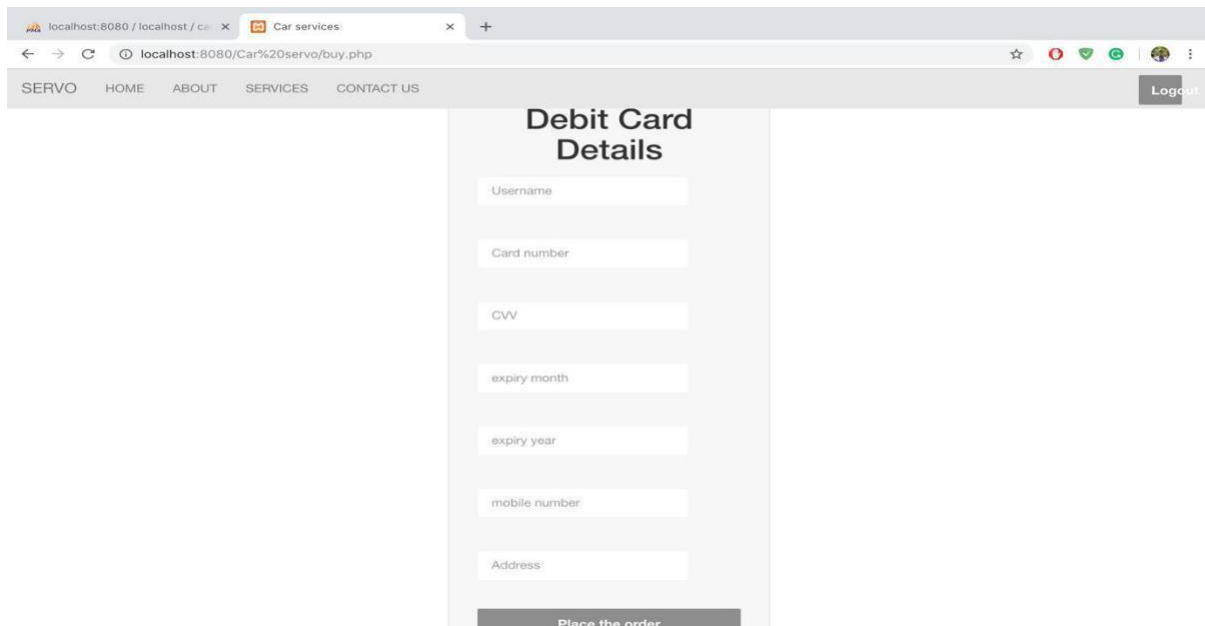 localhost:8080 / localhost / ca
Car services
localhost:8080/Car%20servo/buy.php
SERVO HOME ABOUT SERVICES CONTACT US Logout
Debit Card
Details
Username
Card number
CVV
expiry month
expiry year
mobile number
Address
Place the order